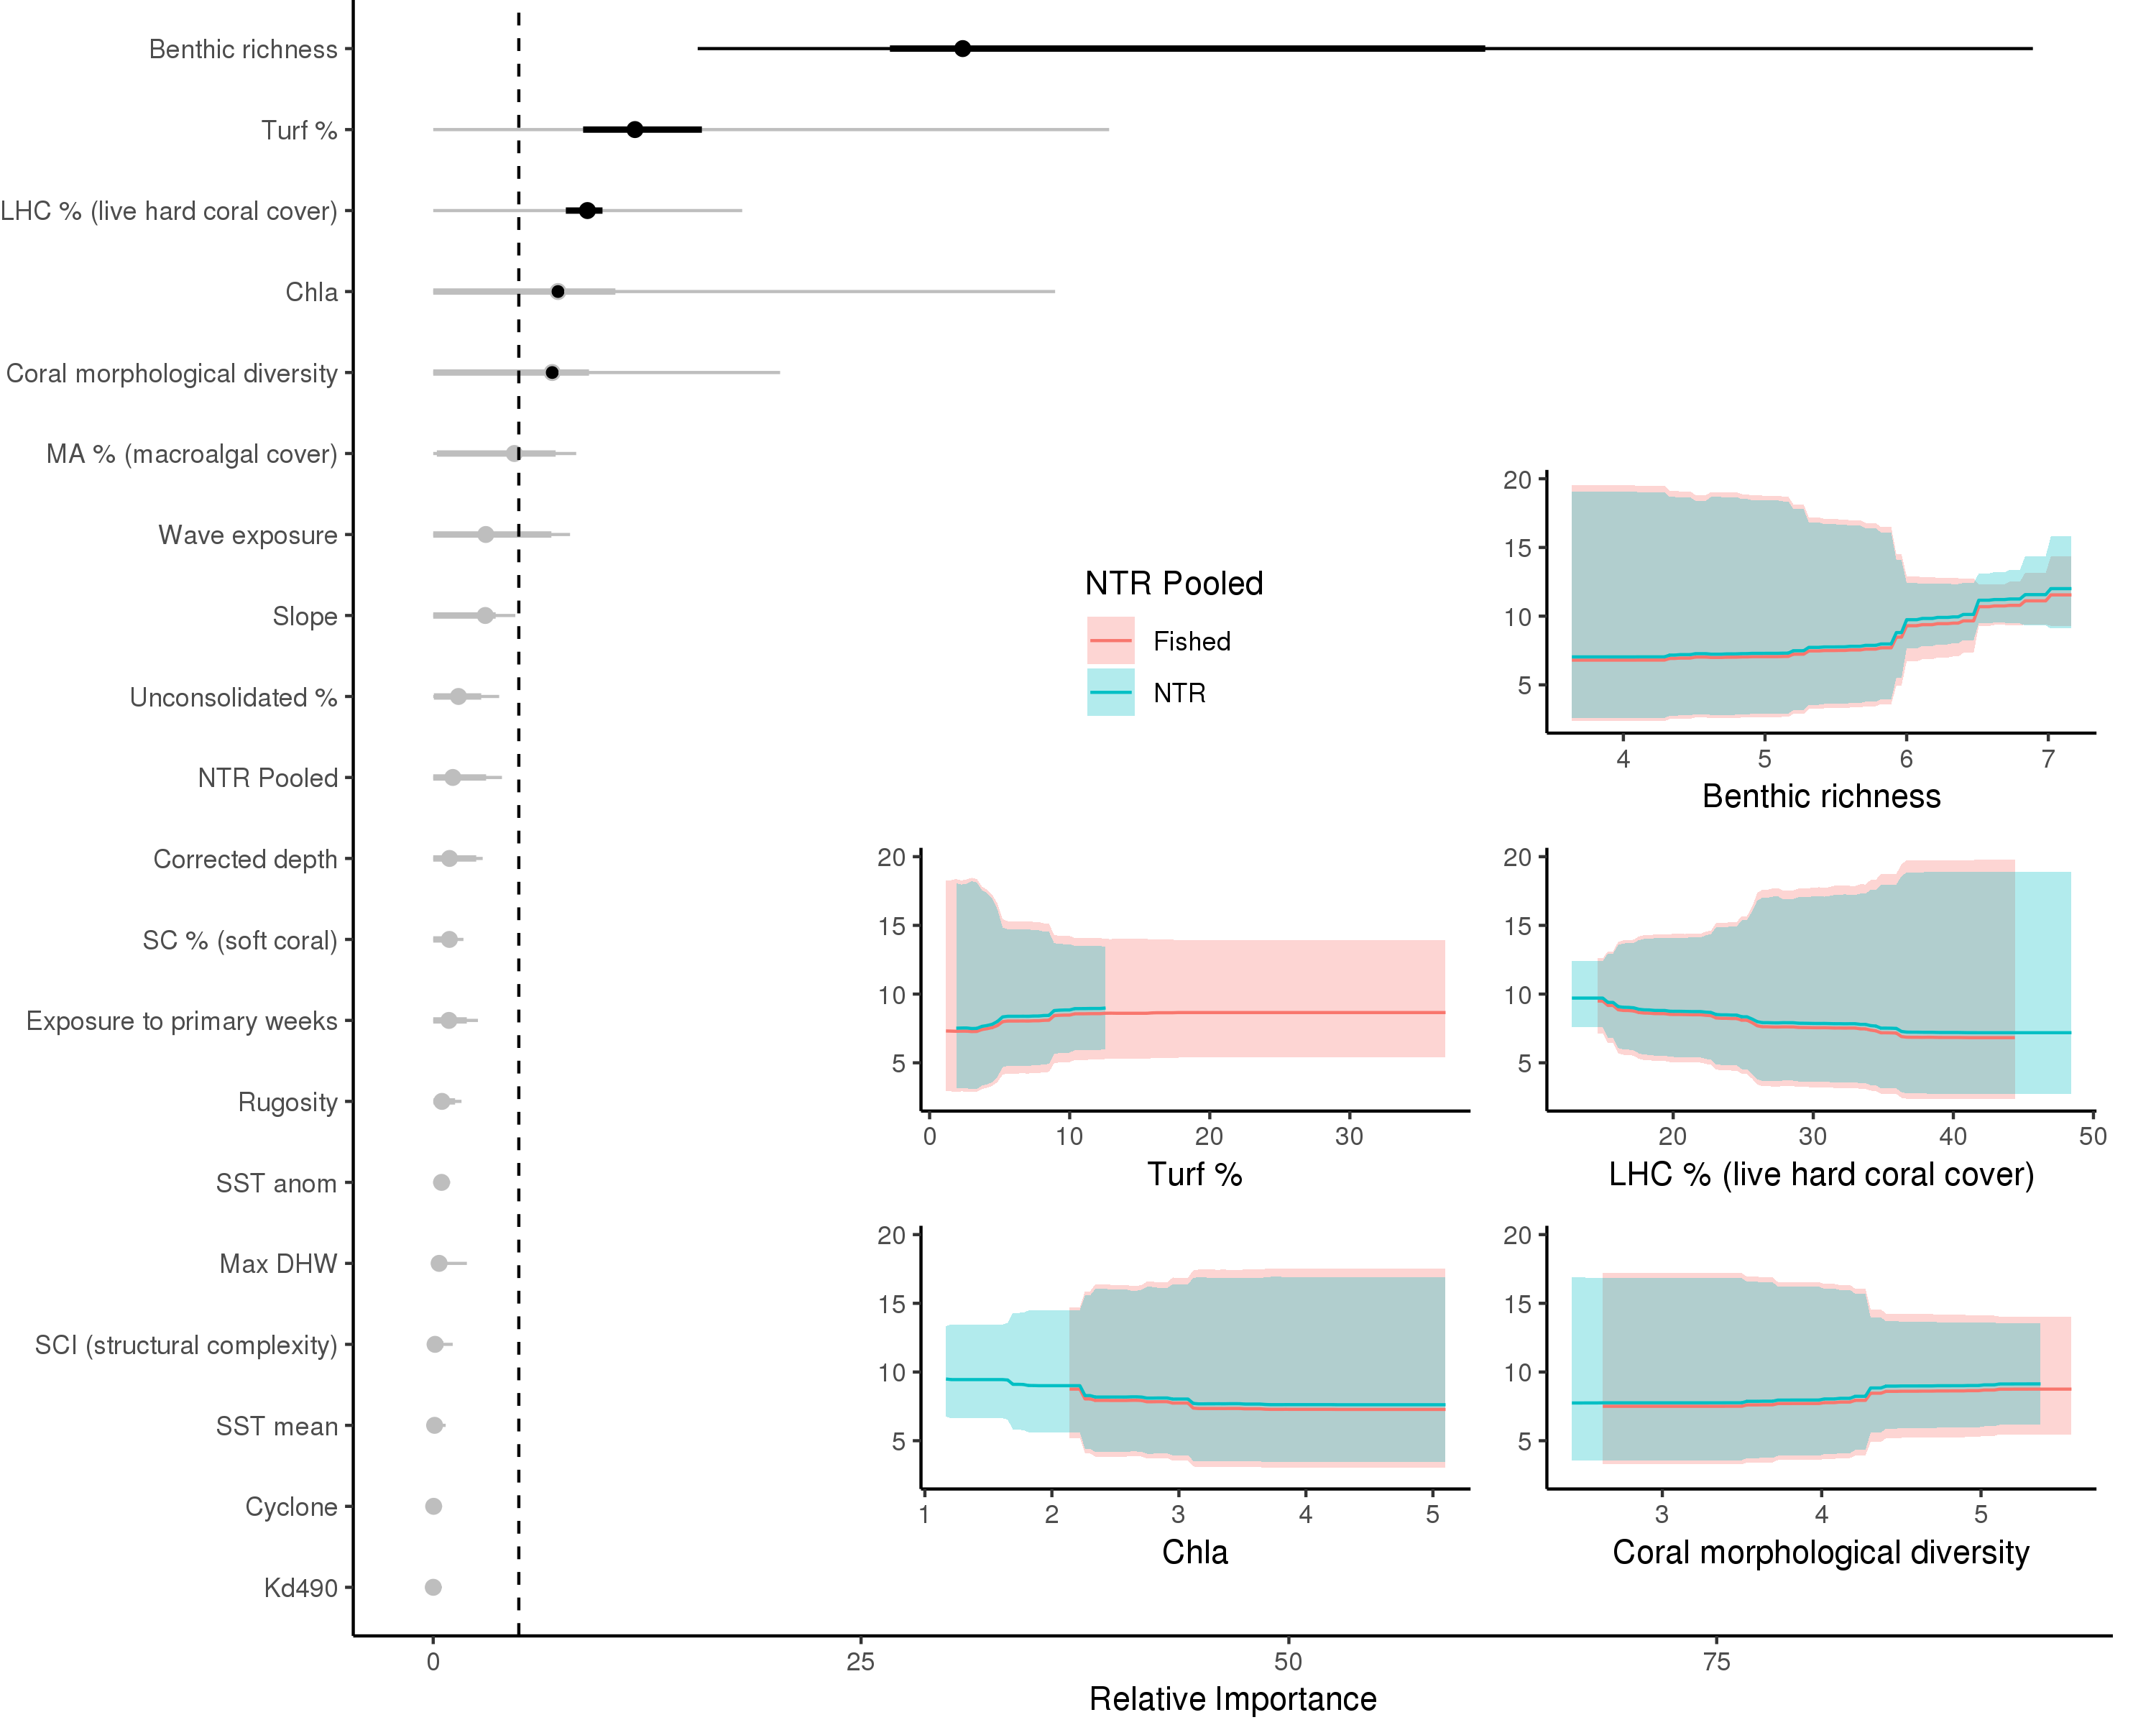 Benthic richness
Turf %
LHC % (live hard coral cover)
Chla
Coral morphological diversity
MA % (macroalgal cover)
Wave exposure
Slope
Unconsolidated %
NTR Pooled
Corrected depth
SC % (soft coral)
Exposure to primary weeks
Rugosity
SST anom
Max DHW
SCI (structural complexity)
SST mean
Cyclone
Kd490
0 25 50 75
Relative Importance
NTR Pooled
Fished
NTR
20
15
10
5
4 5 6 7
Benthic richness
20
15
10
5
0 10 20 30
Turf %
20
15
10
5
20 30 40 50
LHC % (live hard coral cover)
20
15
10
5
1 2 3 4 5
Chla
20
15
10
5
3 4 5
Coral morphological diversity